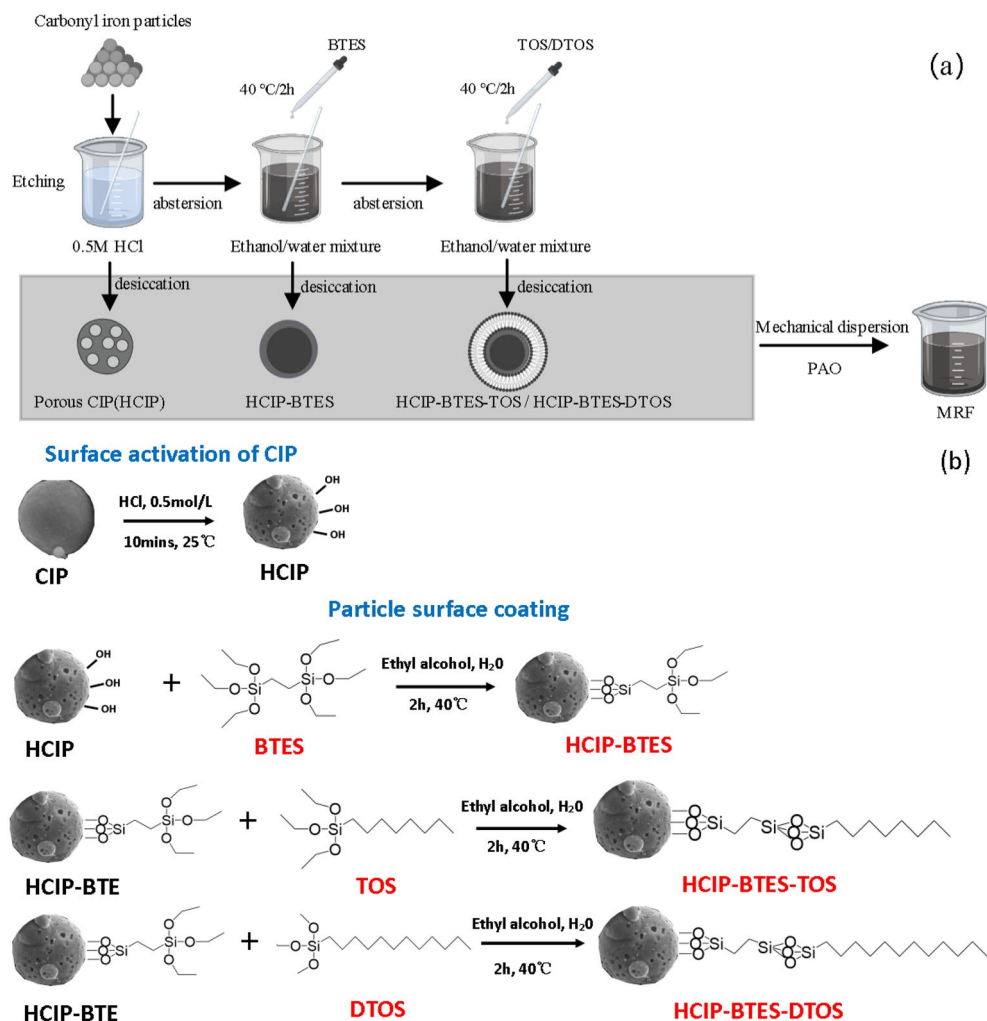 Carbonyl iron particles
BTES
TOS/DTOS
(a)
40 ℃/2h
40 ℃/2h
Etching
abstersion
abstersion
0.5M HCl
Ethanol/water mixture
Ethanol/water mixture
desiccation
desiccation
desiccation
Mechanical dispersion
PAO
Porous CIP(HCIP)
HCIP-BTES
HCIP-BTES-TOS / HCIP-BTES-DTOS
MRF
Surface activation of CIP
(b)
HCl, 0.5mol/L
10mins, 25℃
OH
OH
OH
CIP
HCIP
Particle surface coating
OH
OH
OH
+
O
O
O
Si
Si
O
O
O
Ethyl alcohol, H₂0
2h, 40℃
O
O
O
Si
Si
O
O
O
HCIP
BTES
HCIP-BTES
O
O
O
Si
Si
O
O
O
+
O
O
Si
O
Ethyl alcohol, H₂0
2h, 40℃
O
O
O
Si
Si
O
O
O
Si
HCIP-BTE
TOS
HCIP-BTES-TOS
O
O
O
Si
Si
O
O
O
+
O
O
Si
O
Ethyl alcohol, H₂0
2h, 40℃
O
O
O
Si
Si
O
O
O
Si
HCIP-BTE
DTOS
HCIP-BTES-DTOS